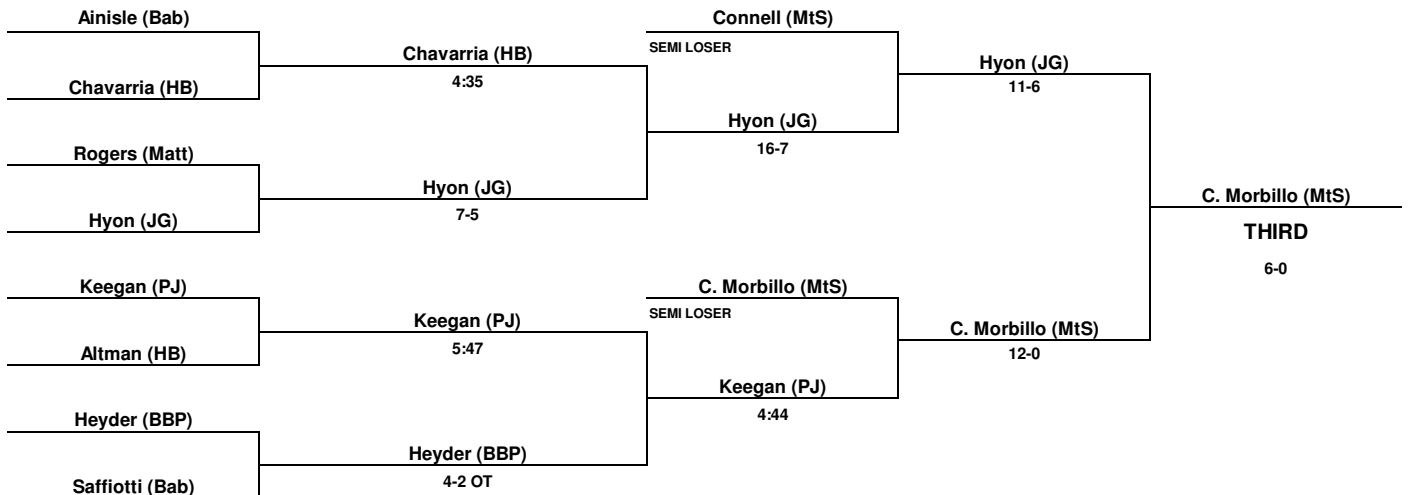 Ainisle (Bab)
Chavarria (HB)
4:35
Chavarria (HB)
Rogers (Matt)
Hyon (JG)
7-5
Hyon (JG)
Keegan (PJ)
Keegan (PJ)
5:47
Altman (HB)
Heyder (BBP)
Heyder (BBP)
4-2 OT
Saffiotti (Bab)
Connell (MtS)
SEMI LOSER
Hyon (JG)
16-7
Hyon (JG)
11-6
C. Morbillo (MtS)
SEMI LOSER
Keegan (PJ)
4:44
C. Morbillo (MtS)
12-0
C. Morbillo (MtS)
THIRD
6-0